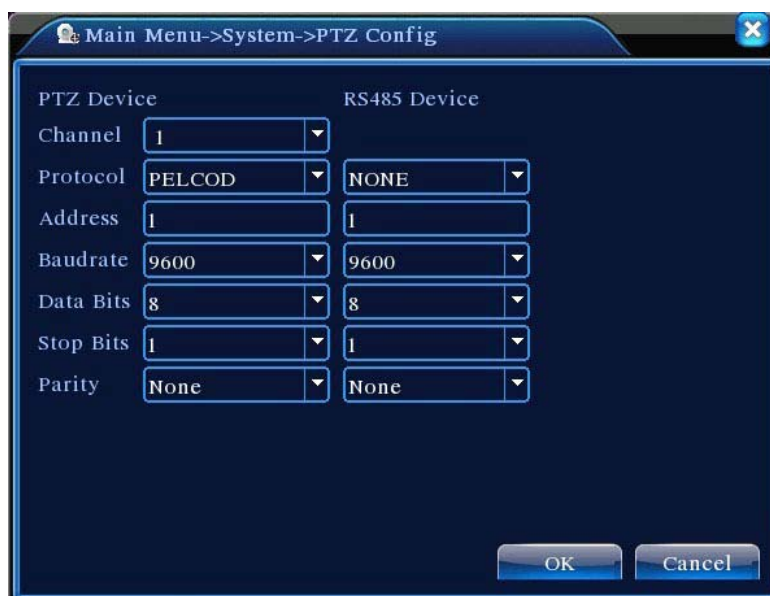 Main Menu->System->PTZ Config
PTZ Device RS485 Device
Channel 1
Protocol PELCOD NONE
Address 1 1
Baudrate 9600 9600
Data Bits 8 8
Stop Bits 1 1
Parity None None
OK Cancel